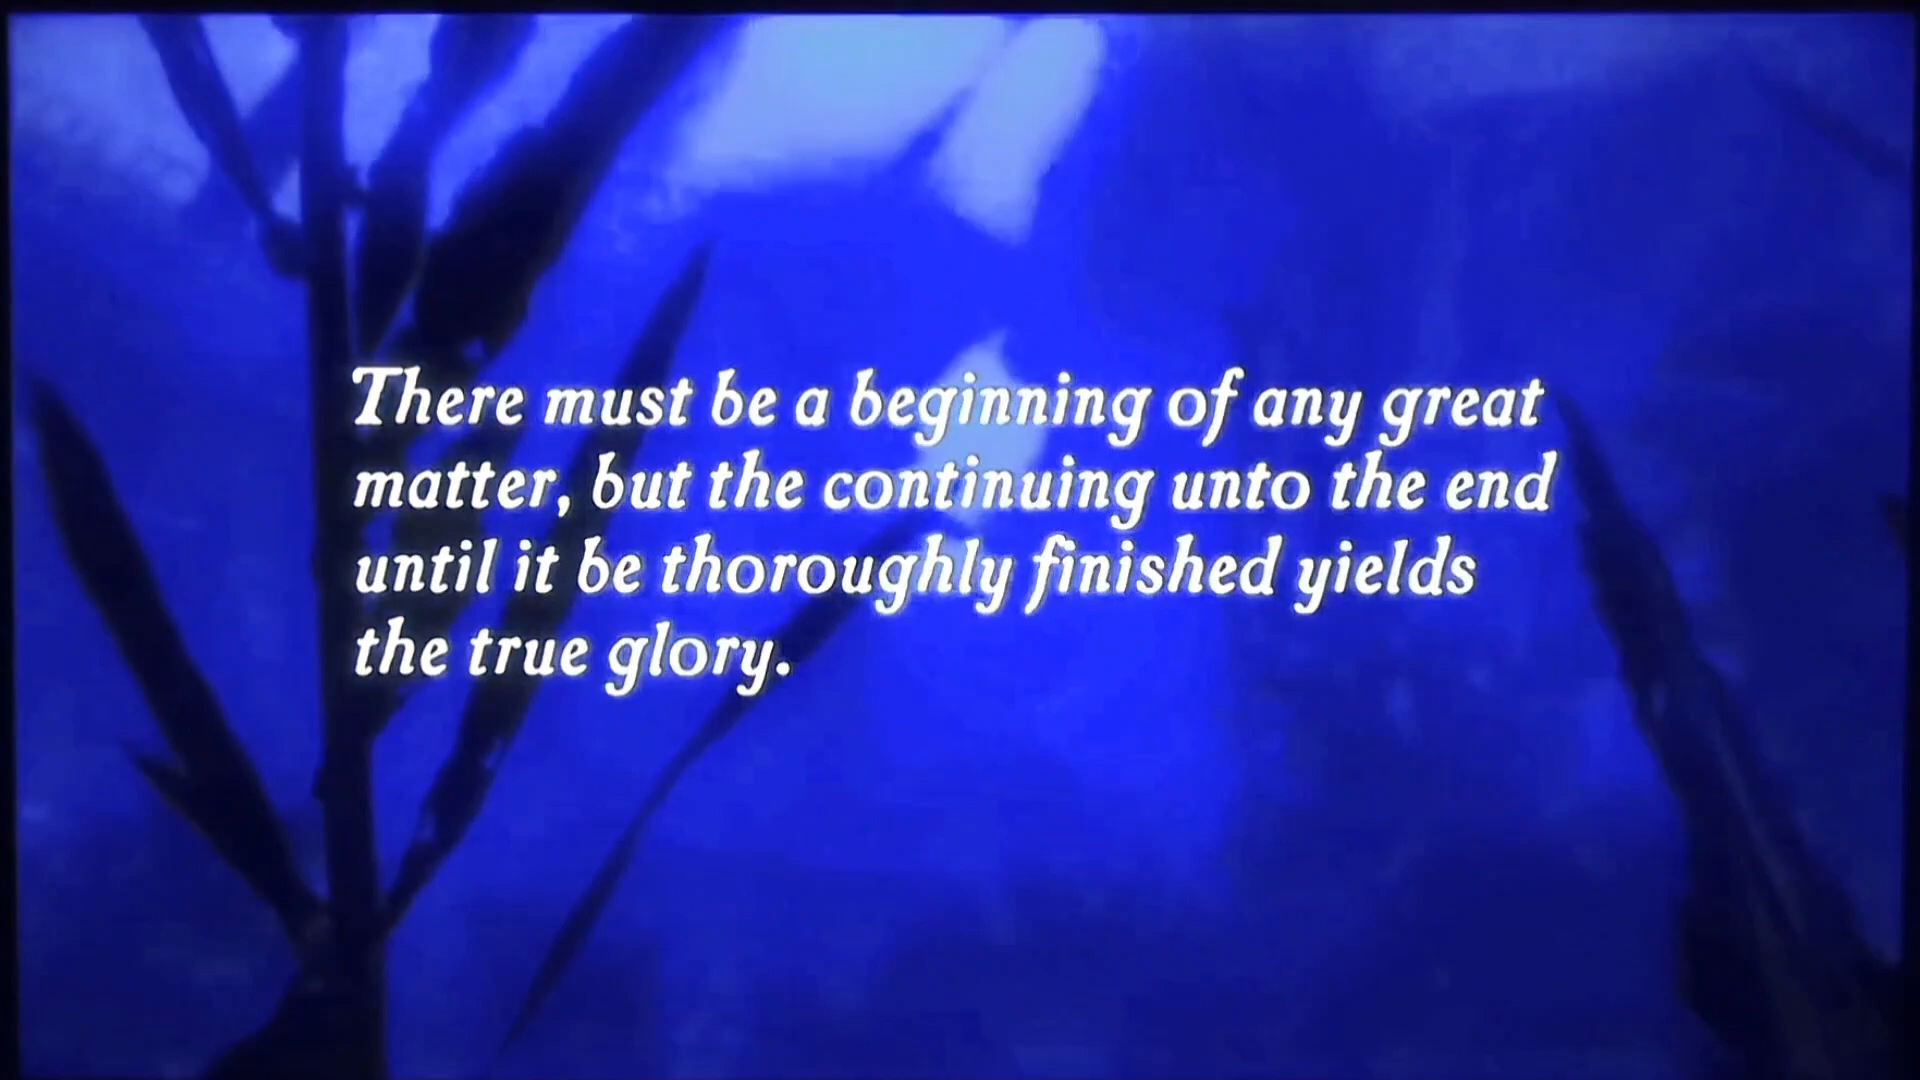 There must be a beginning of any great
matter, but the continuing unto the end
until it be thoroughly finished yields
the true glory.